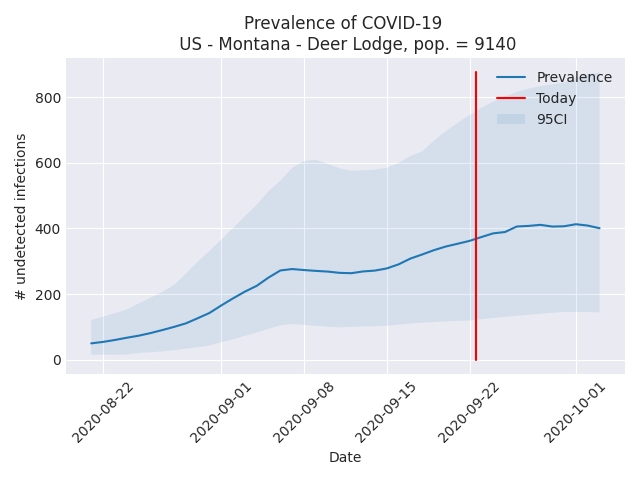 Prevalence of COVID-19
US - Montana - Deer Lodge, pop. = 9140
Prevalence
Today
95CI
800
600
400
200
0
# undetected infections
2020-08-22
2020-09-01
2020-09-08
2020-09-15
2020-09-22
2020-10-01
Date